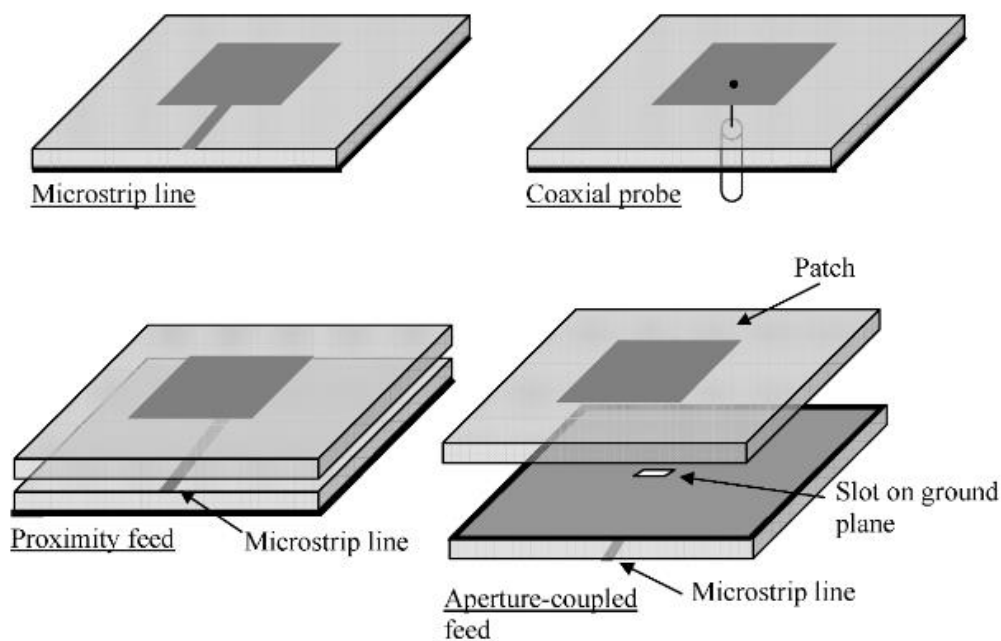 Microstrip line
Coaxial probe
Patch
Proximity feed
Microstrip line
Slot on ground
plane
Microstrip line
Aperture-coupled
feed